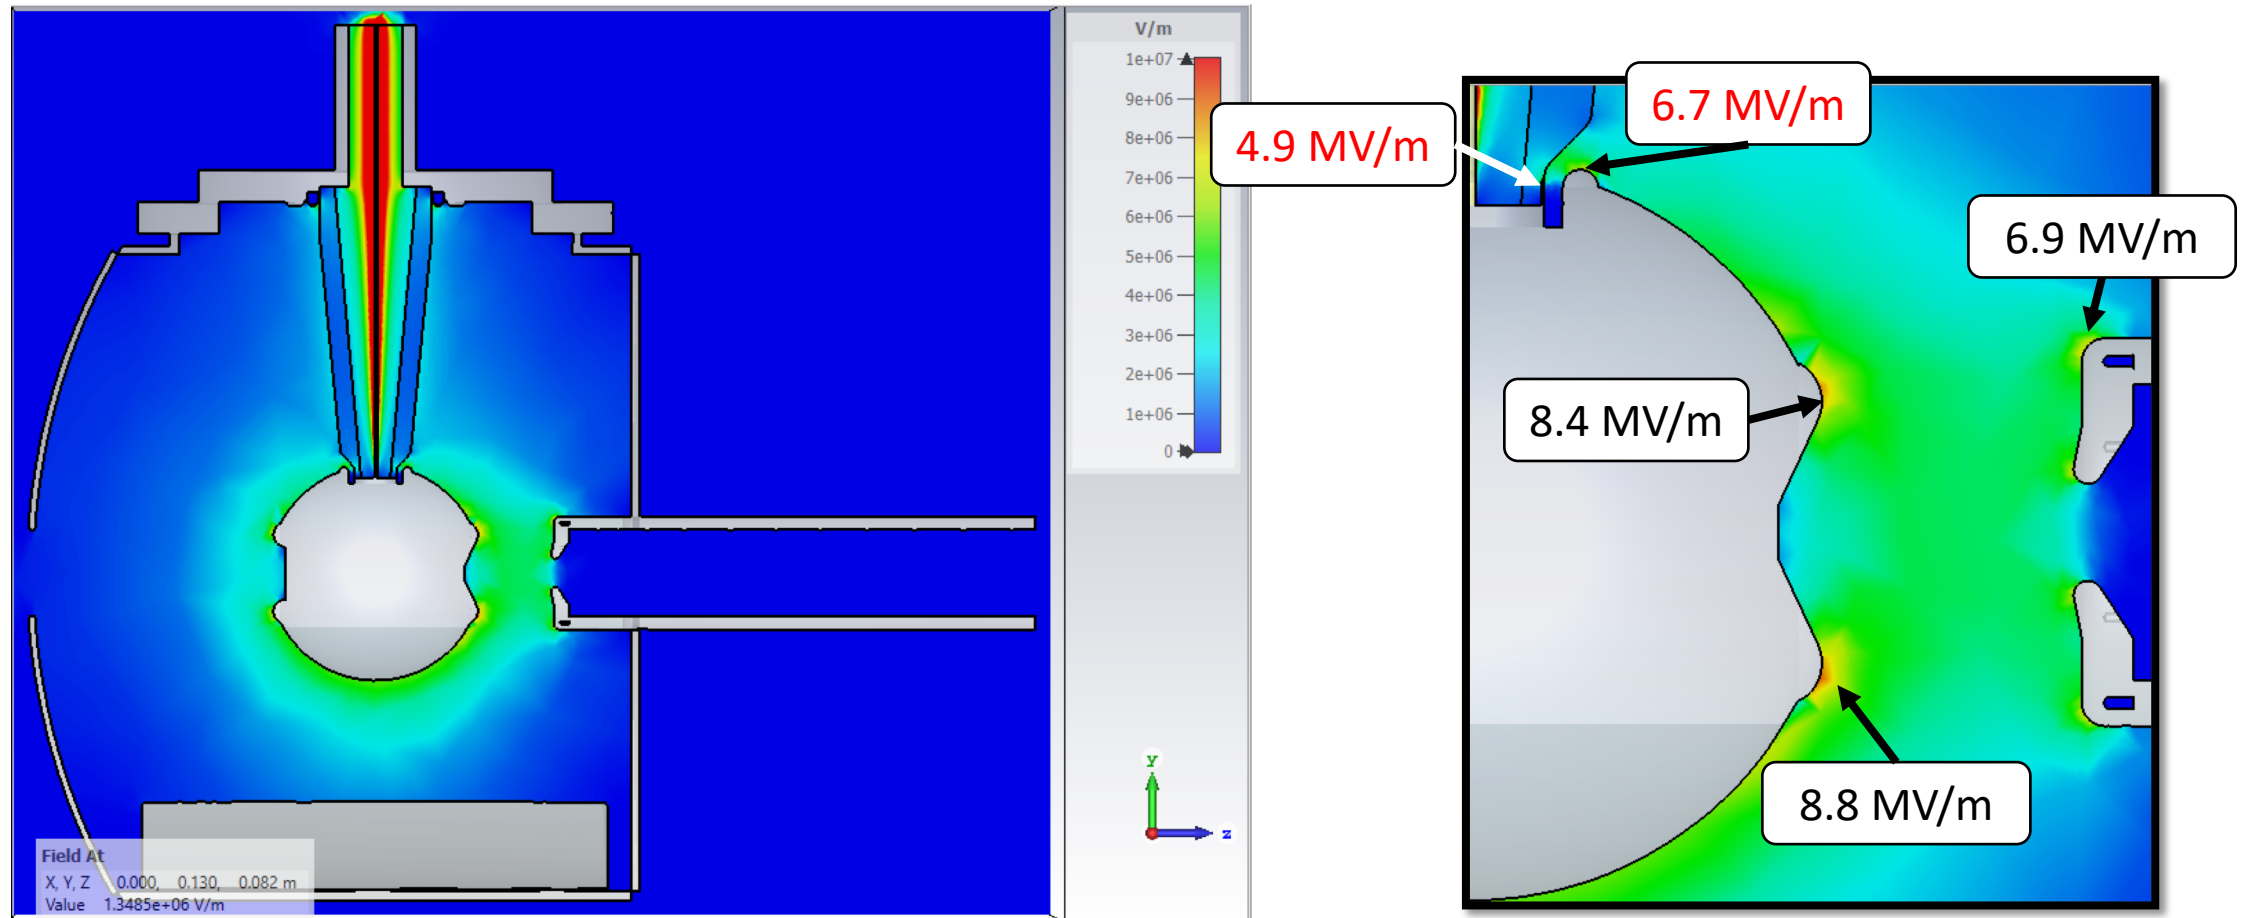 V/m
1e+07
9e+06
8e+06
7e+06
6e+06
5e+06
4e+06
3e+06
2e+06
1e+06
0
y
z
Field At
X, Y, Z 0.000, 0.130, 0.082 m
Value 1.3485e+06 V/m
4.9 MV/m
6.7 MV/m
6.9 MV/m
8.4 MV/m
8.8 MV/m